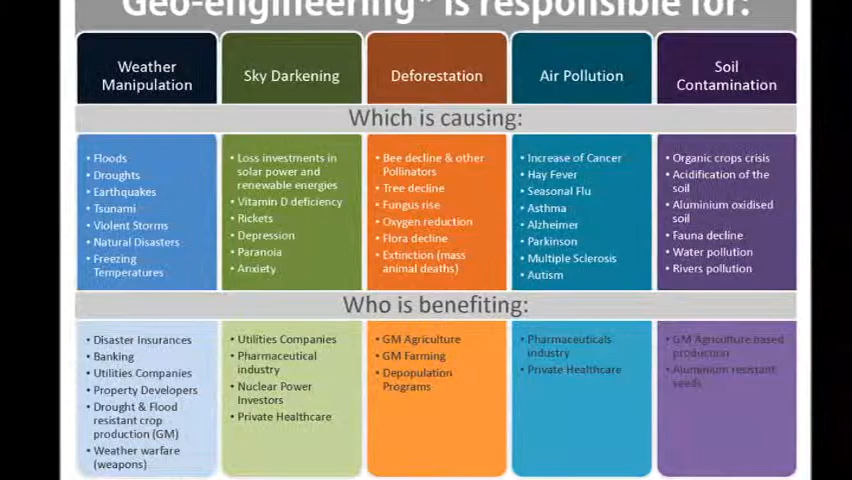 Geo-engineering" is responsible for:
Weather
Manipulation
Sky Darkening
Deforestation
Air Pollution
Soil
Contamination
Which is causing:
• Floods
• Droughts
• Earthquakes
• Tsunami
• Violent Storms
• Natural Disasters
• Freezing
Temperatures
• Loss investments in
solar power and
renewable energies
• Vitamin D deficiency
• Rickets
• Depression
• Paranoia
• Anxiety
• Bee decline & other
Pollinators
• Tree decline
• Fungus rise
• Oxygen reduction
• Flora decline
• Extinction (mass
animal deaths)
• Increase of Cancer
• Hay Fever
• Seasonal Flu
• Asthma
• Alzheimer
• Parkinson
• Multiple Sclerosis
• Autism
• Organic crops crisis
• Acidification of the
soil
• Aluminium oxidised
soil
• Fauna decline
• Water pollution
• Rivers pollution
Who is benefiting:
• Disaster Insurances
• Banking
• Utilities Companies
• Property Developers
• Drought & Flood
resistant crop
production (GM)
• Weather warfare
(weapons)
• Utilities Companies
• Pharmaceutical
industry
• Nuclear Power
Investors
• Private Healthcare
• GM Agriculture
• GM Farming
• Depopulation
Programs
• Pharmaceuticals
industry
• Private Healthcare
• GM Agriculture based
production
• Aluminium resistant
seeds